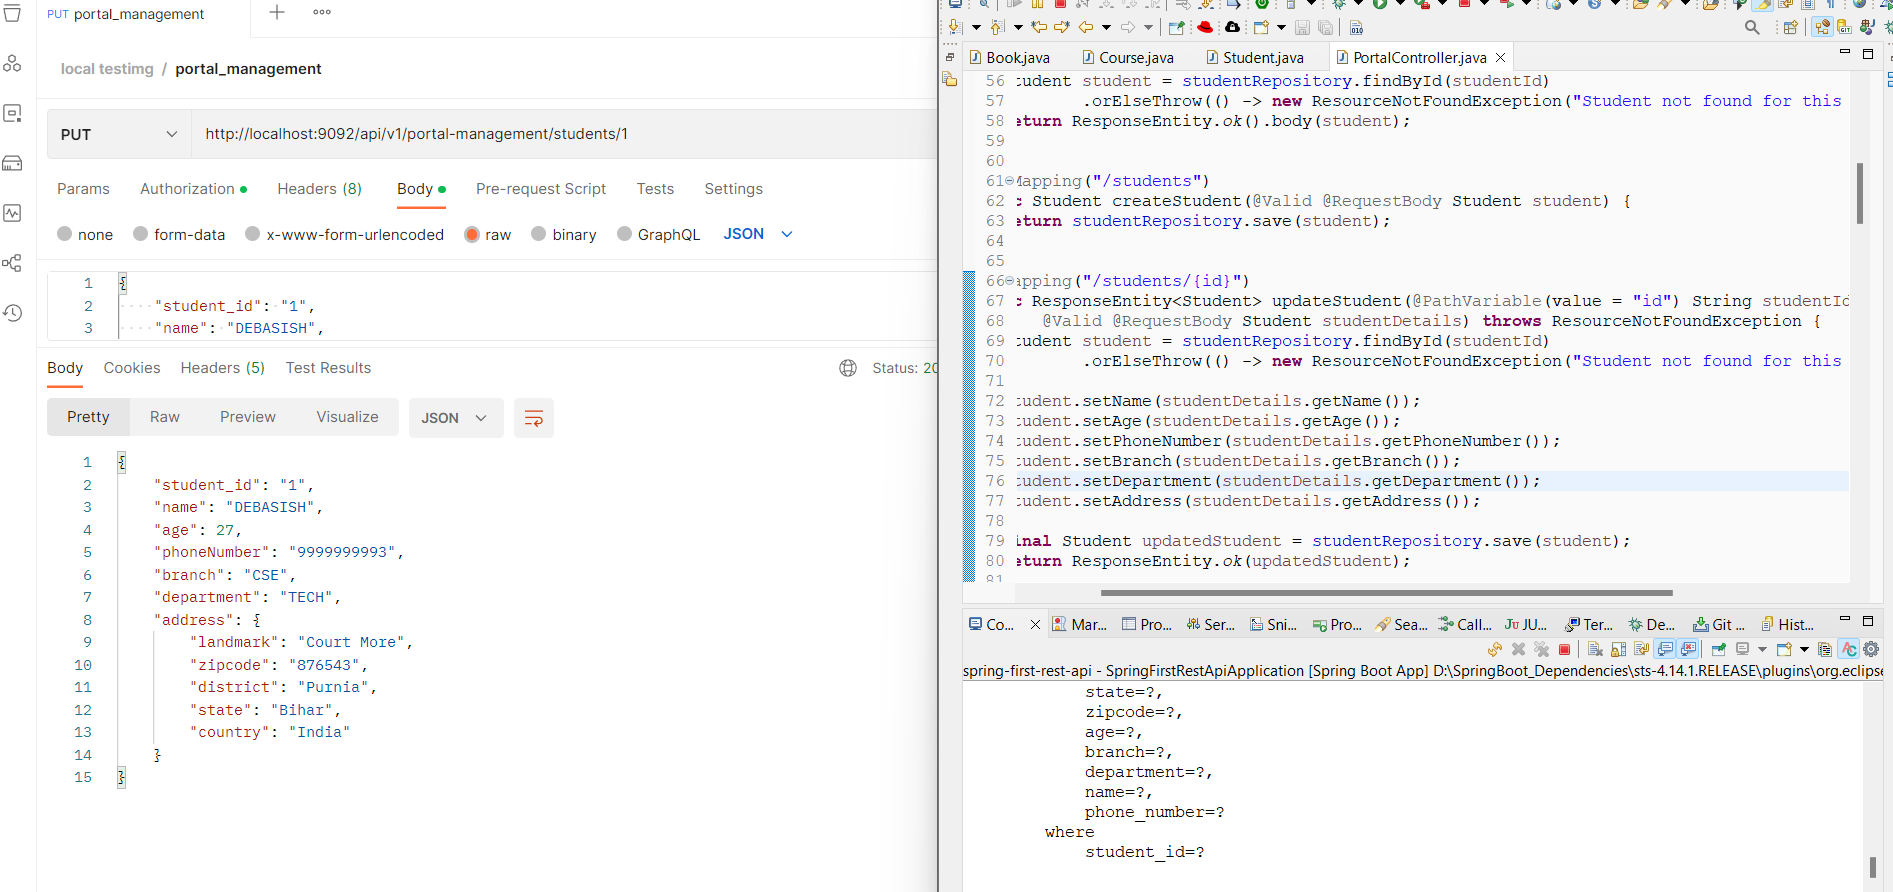 PUT portal_management
local testimg / portal_management
PUT
http://localhost:9092/api/v1/portal-management/students/1
Params Authorization Headers (8) Body Pre-request Script Tests Settings
none form-data x-www-form-urlencoded raw binary GraphQL JSON
1 {
2 "student_id": "1",
3 "name": "DEBASISH",
Body Cookies Headers (5) Test Results Status: 20
Pretty Raw Preview Visualize JSON
1 {
2 "student_id": "1",
3 "name": "DEBASISH",
4 "age": 27,
5 "phoneNumber": "9999999993",
6 "branch": "CSE",
7 "department": "TECH",
8 "address": {
9 "landmark": "Court More",
10 "zipcode": "876543",
11 "district": "Purnia",
12 "state": "Bihar",
13 "country": "India"
14 }
15 }
Book.java Course.java Student.java PortalController.java
56 tudent student = studentRepository.findById(studentId)
57 .orElseThrow(() -> new ResourceNotFoundException("Student not found for this
58 eturn ResponseEntity.ok().body(student);
59
60
61 Mapping("/students")
62 c Student createStudent(@Valid @RequestBody Student student) {
63 eturn studentRepository.save(student);
64
65
66 apping("/students/{id}")
67 c ResponseEntity<Student> updateStudent(@PathVariable(value = "id") String studentId
68 @Valid @RequestBody Student studentDetails) throws ResourceNotFoundException {
69 tudent student = studentRepository.findById(studentId)
70 .orElseThrow(() -> new ResourceNotFoundException("Student not found for this
71
72 tudent.setName(studentDetails.getName());
73 tudent.setAge(studentDetails.getAge());
74 tudent.setPhoneNumber(studentDetails.getPhoneNumber());
75 tudent.setBranch(studentDetails.getBranch());
76 tudent.setDepartment(studentDetails.getDepartment());
77 tudent.setAddress(studentDetails.getAddress());
78
79 inal Student updatedStudent = studentRepository.save(student);
80 eturn ResponseEntity.ok(updatedStudent);
81
Co... Mar... Pro... Ser... Sni... Pro... Sea... Call... JU... Ter... De... Git ... Hist...
spring-first-rest-api - SpringFirstRestApiApplication [Spring Boot App] D:\SpringBoot_Dependencies\sts-4.14.1.RELEASE\plugins\org.eclipse
state=?,
zipcode=?,
age=?,
branch=?,
department=?,
name=?,
phone_number=?
where
student_id=?